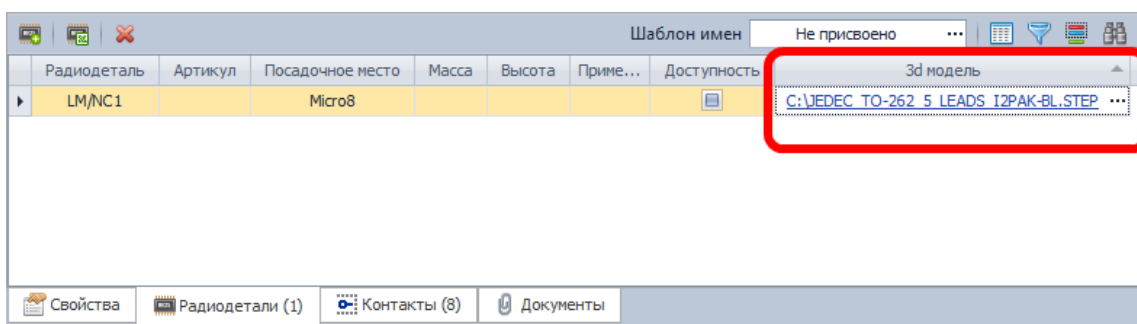 Шаблон имен Не присвоено ...
Радиодеталь Артикул Посадочное место Масса Высота Приме... Доступность 3d модель
LM/NC1 Micro8 C:\JEDEC_TO-262_5_LEADS_I2PAK-BL.STEP ...
Свойства Радиодетали (1) Контакты (8) Документы